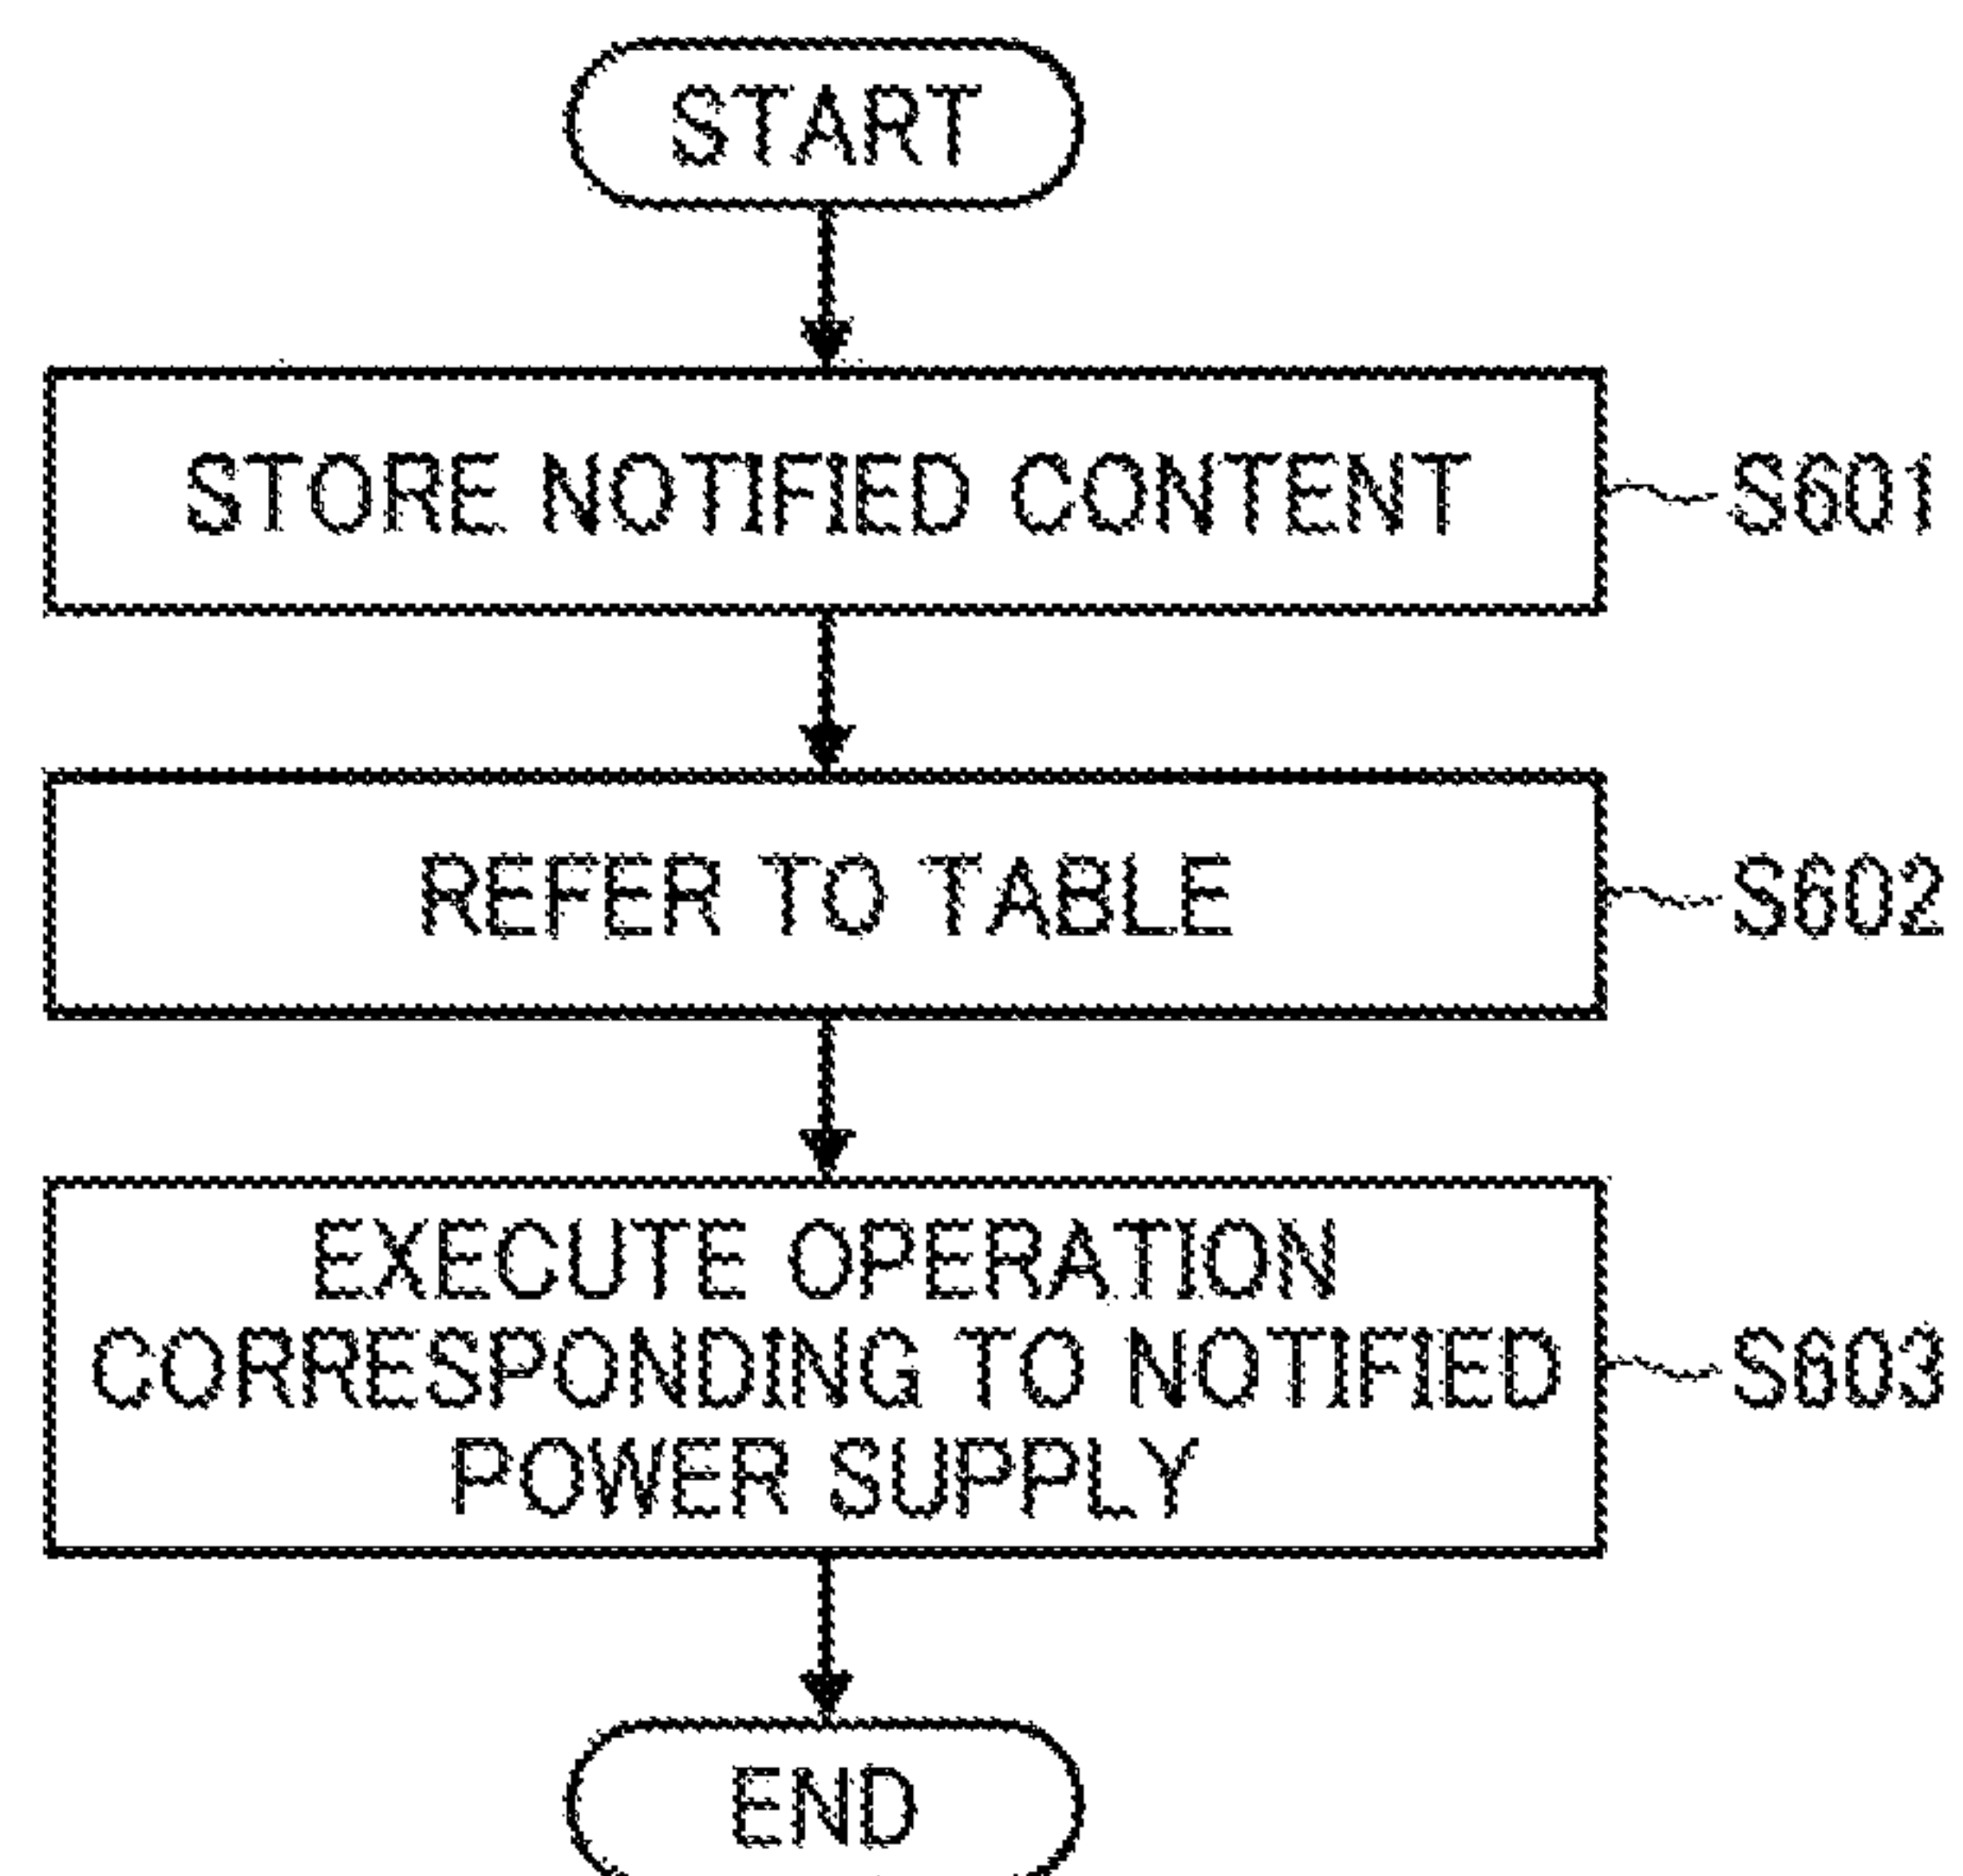 START
STORE NOTIFIED CONTENT
S601
REFER TO TABLE
S602
EXECUTE OPERATION
CORRESPONDING TO NOTIFIED
POWER SUPPLY
S603
END